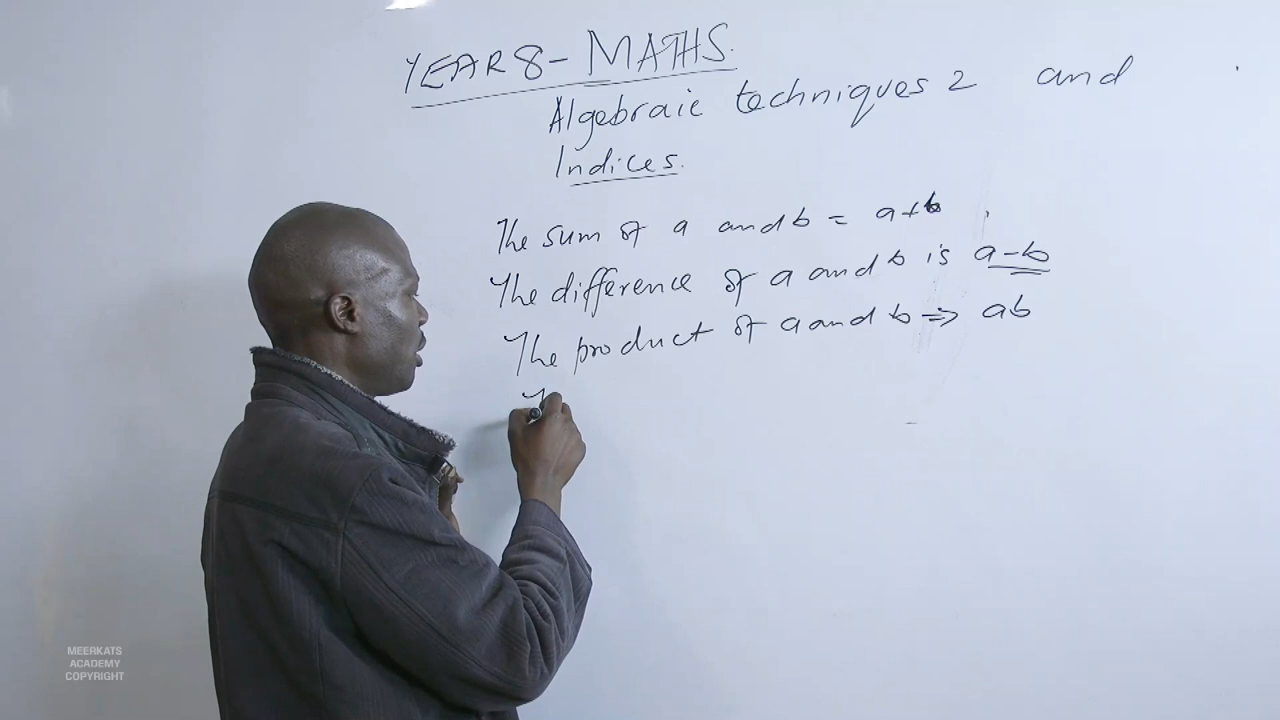 YEAR 8 - MATHS.
Algebraic techniques 2 and
Indices.
The sum of a and b = a+b
The difference of a and b is a-b
The product of a and b ⇒ ab
MEERKATS
ACADEMY
COPYRIGHT